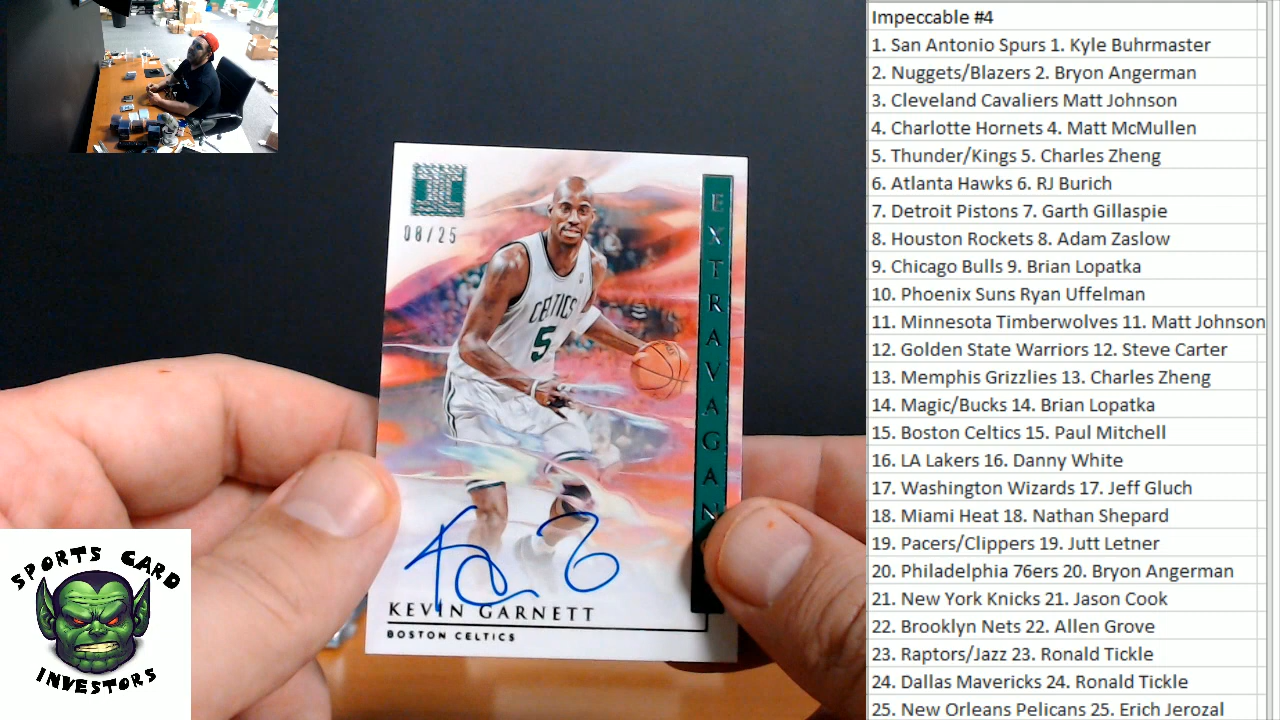 Impeccable #4
1. San Antonio Spurs 1. Kyle Buhrmaster
2. Nuggets/Blazers 2. Bryon Angerman
3. Cleveland Cavaliers Matt Johnson
4. Charlotte Hornets 4. Matt McMullen
5. Thunder/Kings 5. Charles Zheng
6. Atlanta Hawks 6. RJ Burich
7. Detroit Pistons 7. Garth Gillaspie
8. Houston Rockets 8. Adam Zaslow
9. Chicago Bulls 9. Brian Lopatka
10. Phoenix Suns Ryan Uffelman
11. Minnesota Timberwolves 11. Matt Johnson
12. Golden State Warriors 12. Steve Carter
13. Memphis Grizzlies 13. Charles Zheng
14. Magic/Bucks 14. Brian Lopatka
15. Boston Celtics 15. Paul Mitchell
16. LA Lakers 16. Danny White
17. Washington Wizards 17. Jeff Gluch
18. Miami Heat 18. Nathan Shepard
19. Pacers/Clippers 19. Jutt Letner
20. Philadelphia 76ers 20. Bryon Angerman
21. New York Knicks 21. Jason Cook
22. Brooklyn Nets 22. Allen Grove
23. Raptors/Jazz 23. Ronald Tickle
24. Dallas Mavericks 24. Ronald Tickle
25. New Orleans Pelicans 25. Erich Jerozal
08/25
EXTRAVAGAN
CELTICS
5
KEVIN GARNETT
BOSTON CELTICS
SPORTS CARD
INVESTORS